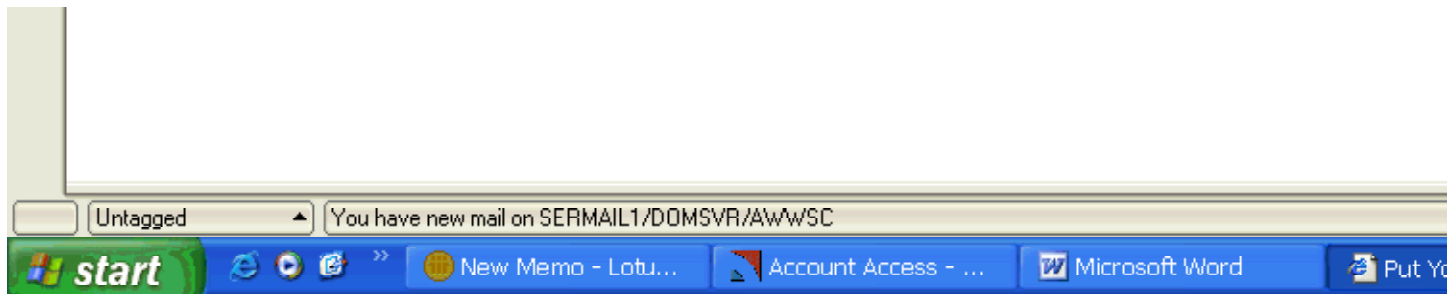 Untagged You have new mail on SERMAIL1/DOMSVR/AWWSC
start » New Memo - Lotu... Account Access - ... Microsoft Word Put Yo